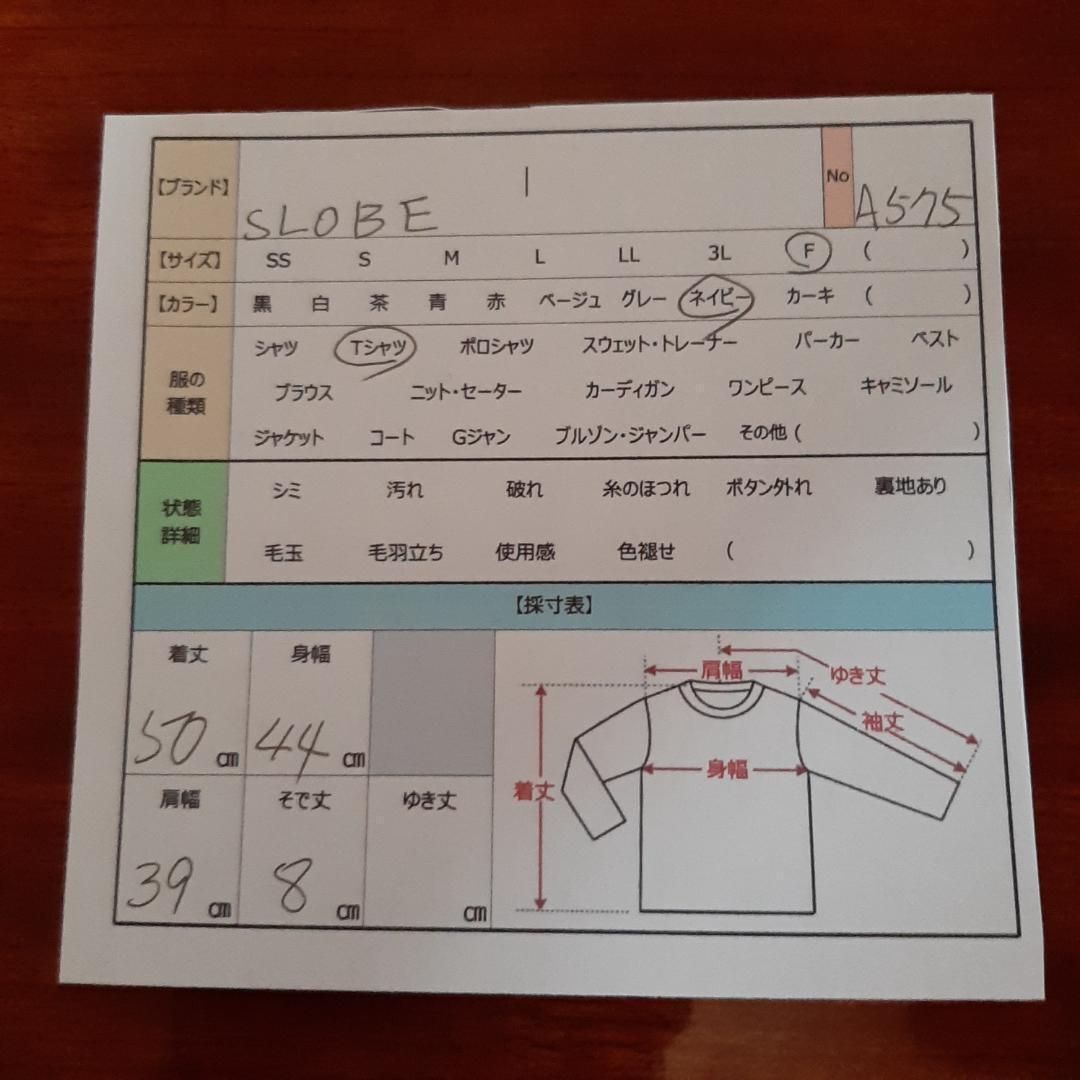 【ブランド】 SLOBE No A575
【サイズ】 SS S M L LL 3L F ( )
【カラー】 黒 白 茶 青 赤 ベージュ グレー ネイビー カーキ ( )
服の種類
シャツ Tシャツ ポロシャツ スウェット・トレーナー パーカー ベスト
ブラウス ニット・セーター カーディガン ワンピース キャミソール
ジャケット コート Gジャン ブルゾン・ジャンパー その他 ( )
状態詳細
シミ 汚れ 破れ 糸のほつれ ボタン外れ 裏地あり
毛玉 毛羽立ち 使用感 色褪せ ( )
【採寸表】
着丈 身幅
50 cm 44 cm
肩幅 そで丈 ゆき丈
39 cm 8 cm cm
肩幅 ゆき丈
袖丈
着丈 身幅